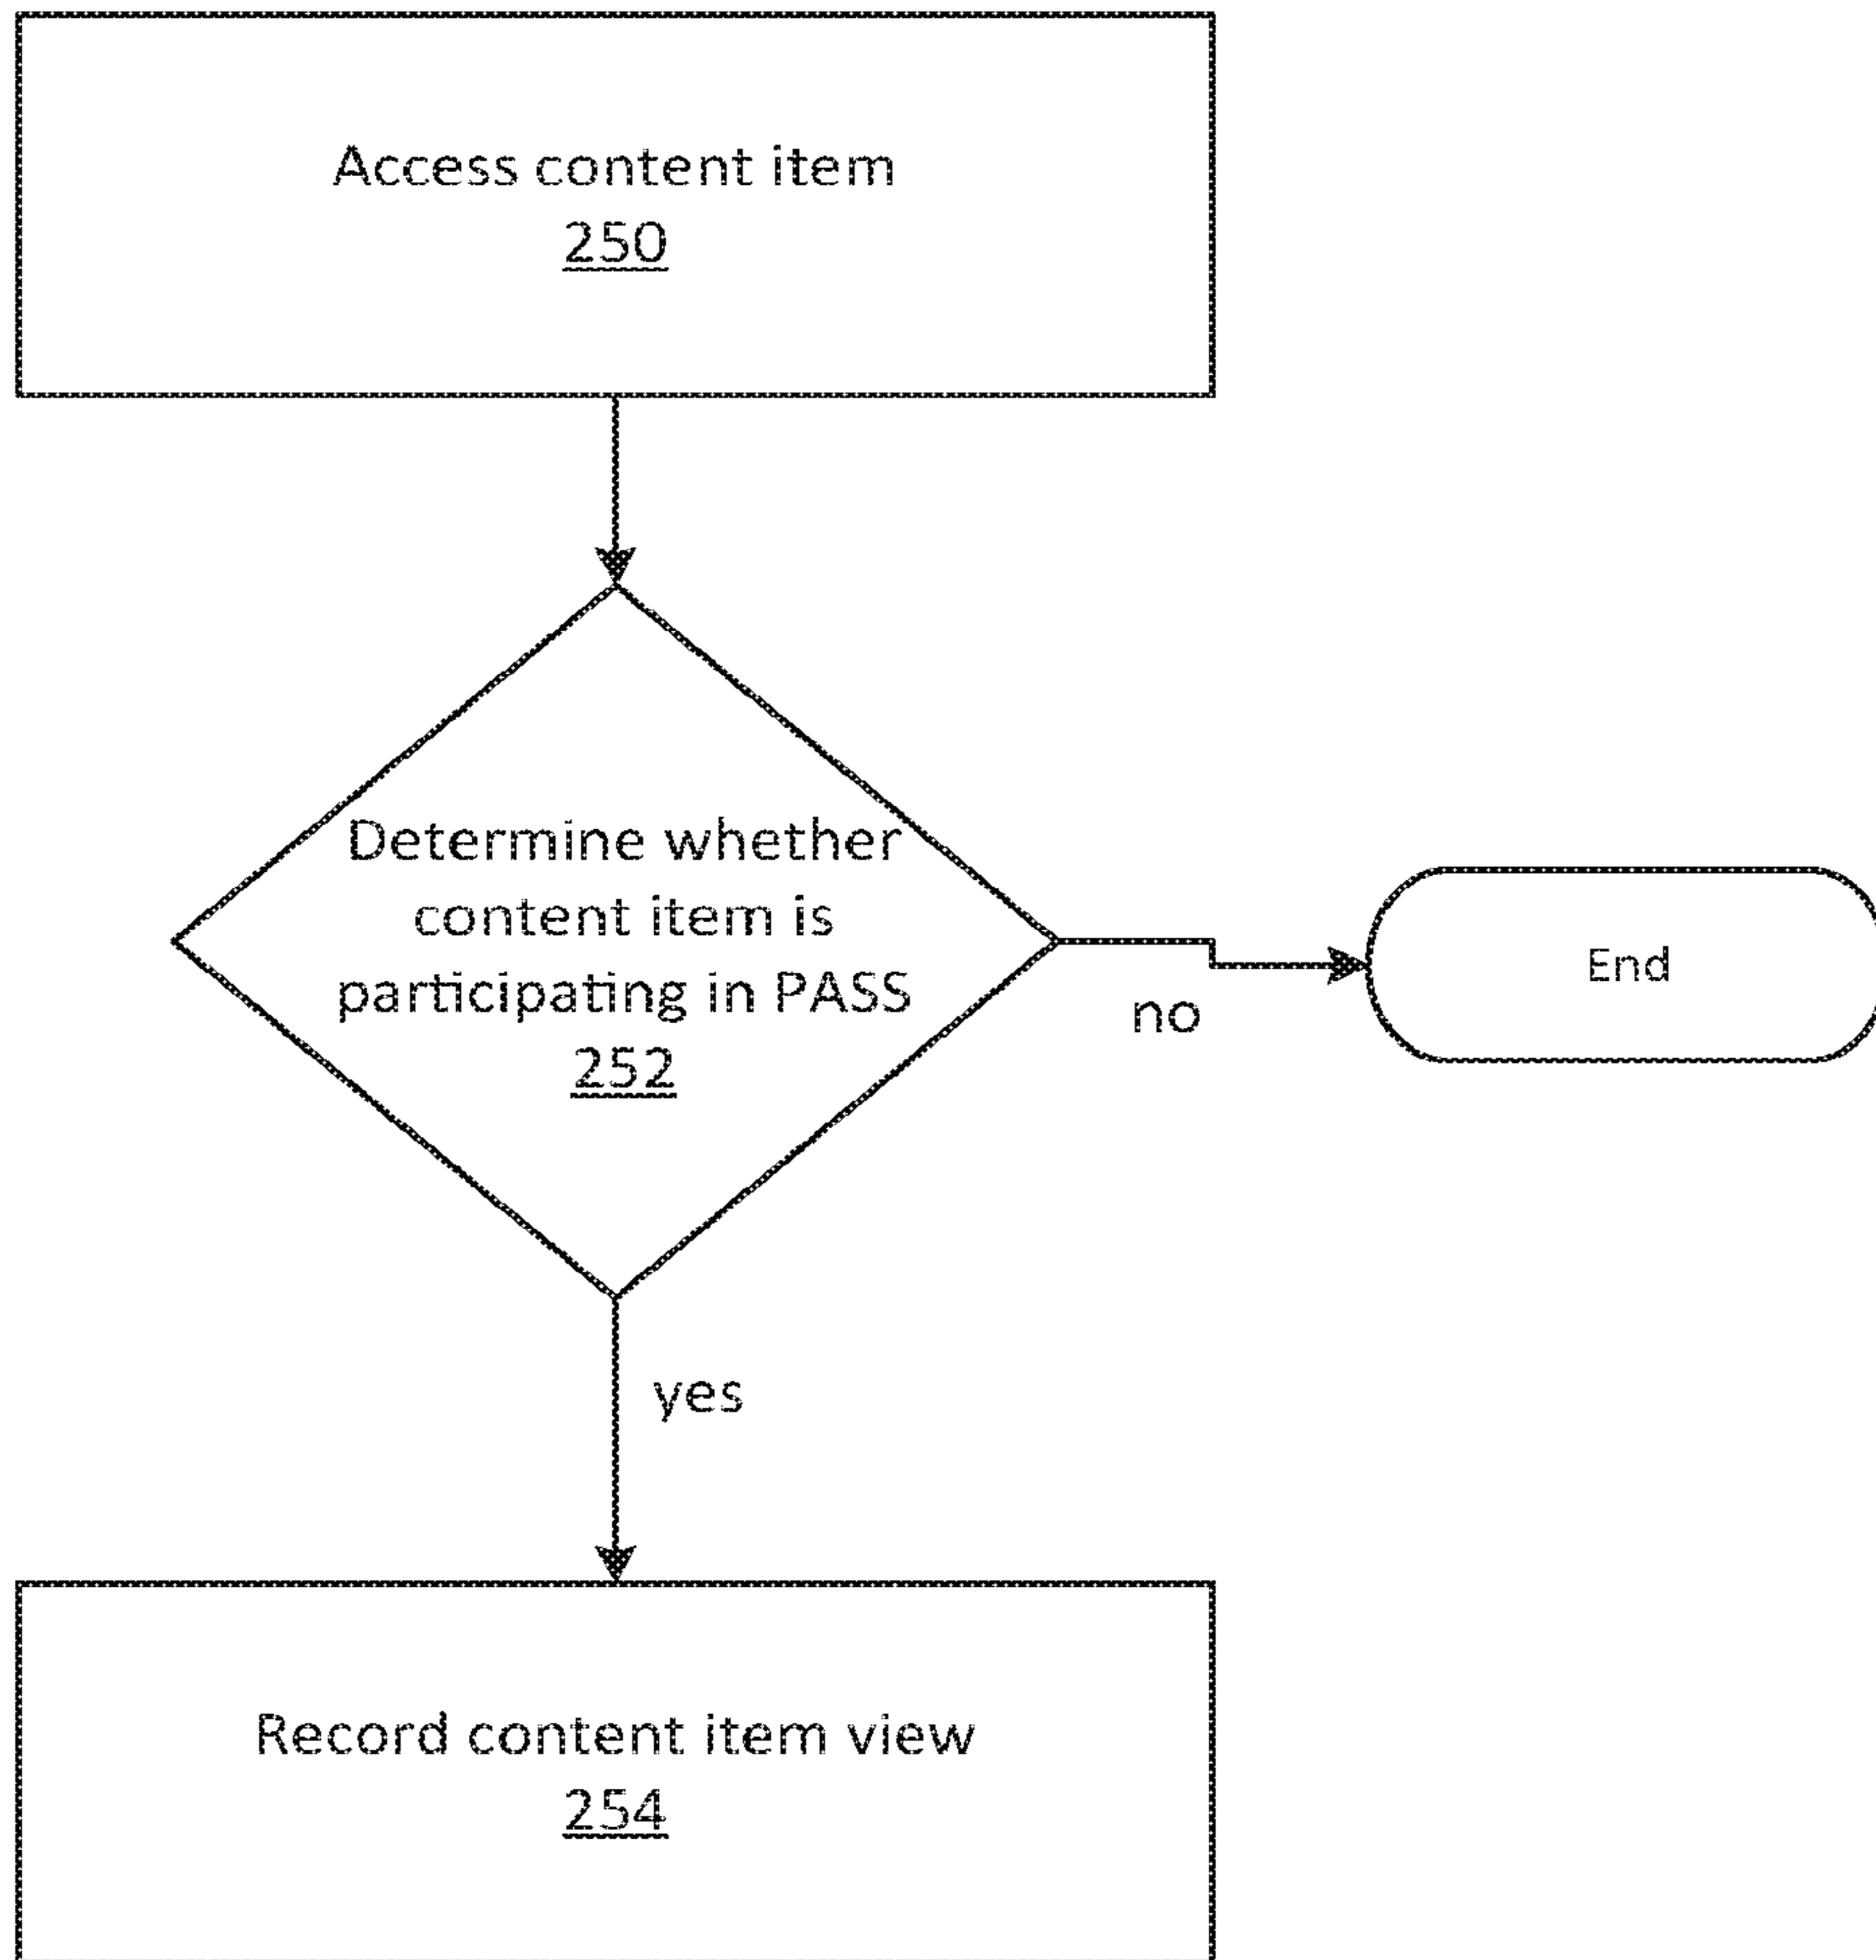 Access content item
250
Determine whether
content item is
participating in PASS
252
no
End
yes
Record content item view
254